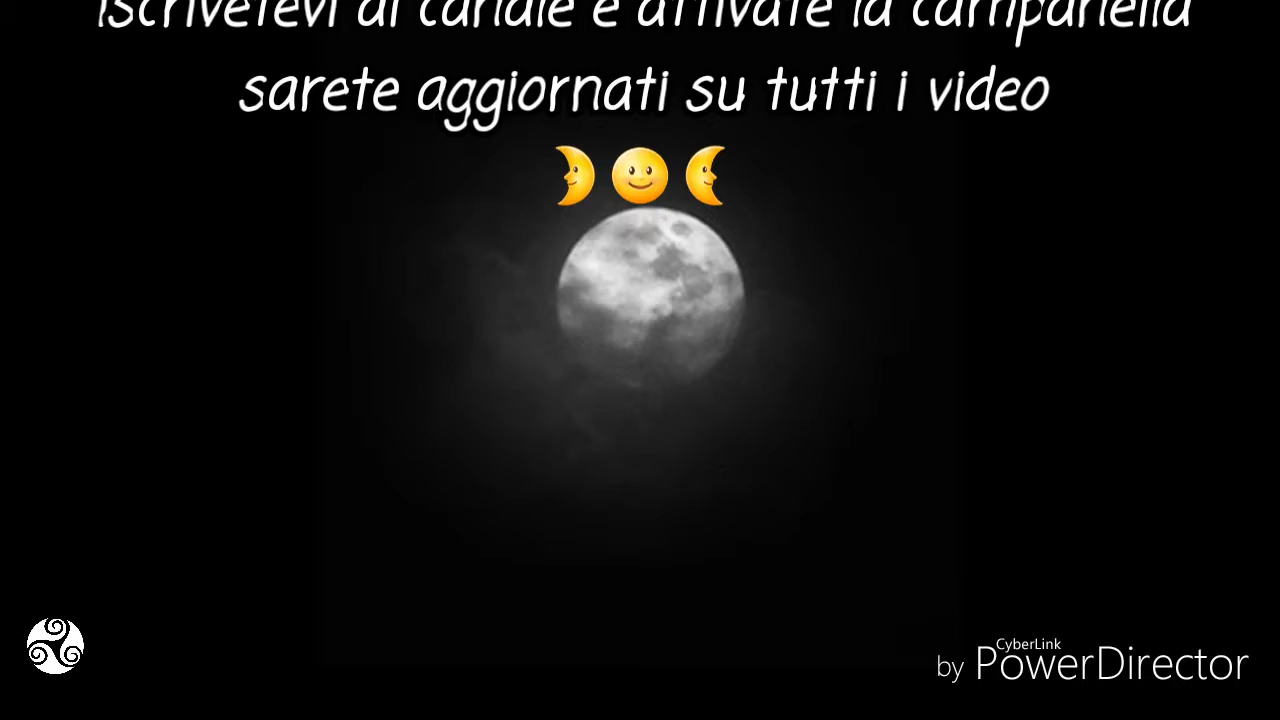 iscrivetevi al canale e attivate la campanella
sarete aggiornati su tutti i video
🌛🌝🌜
by CyberLink PowerDirector